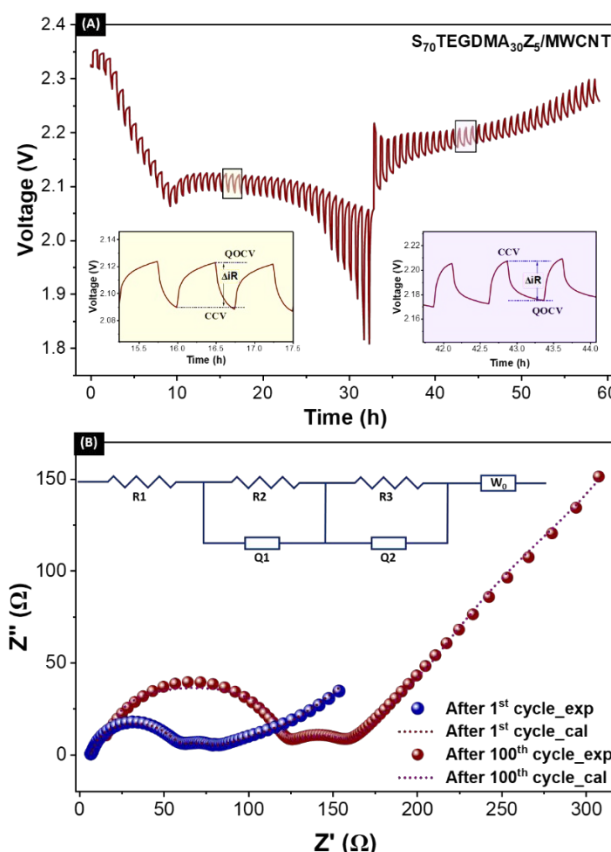 (A)
S70TEGDMA30Z5/MWCNT
2.4
2.3
2.2
2.1
2.0
1.9
1.8
Voltage (V)
2.14
2.12
2.10
2.08
Voltage (V)
QOCV
ΔiR
CCV
15.5 16.0 16.5 17.0 17.5
Time (h)
2.20
2.18
2.16
Voltage (V)
CCV
ΔiR
QOCV
42.0 42.5 43.0 43.5 44.0
Time (h)
0 10 20 30 40 50 60
Time (h)
(B)
150
100
50
0
Z'' (Ω)
R1 R2 R3 W0
Q1 Q2
After 1st cycle_exp
After 1st cycle_cal
After 100th cycle_exp
After 100th cycle_cal
0 50 100 150 200 250 300
Z' (Ω)